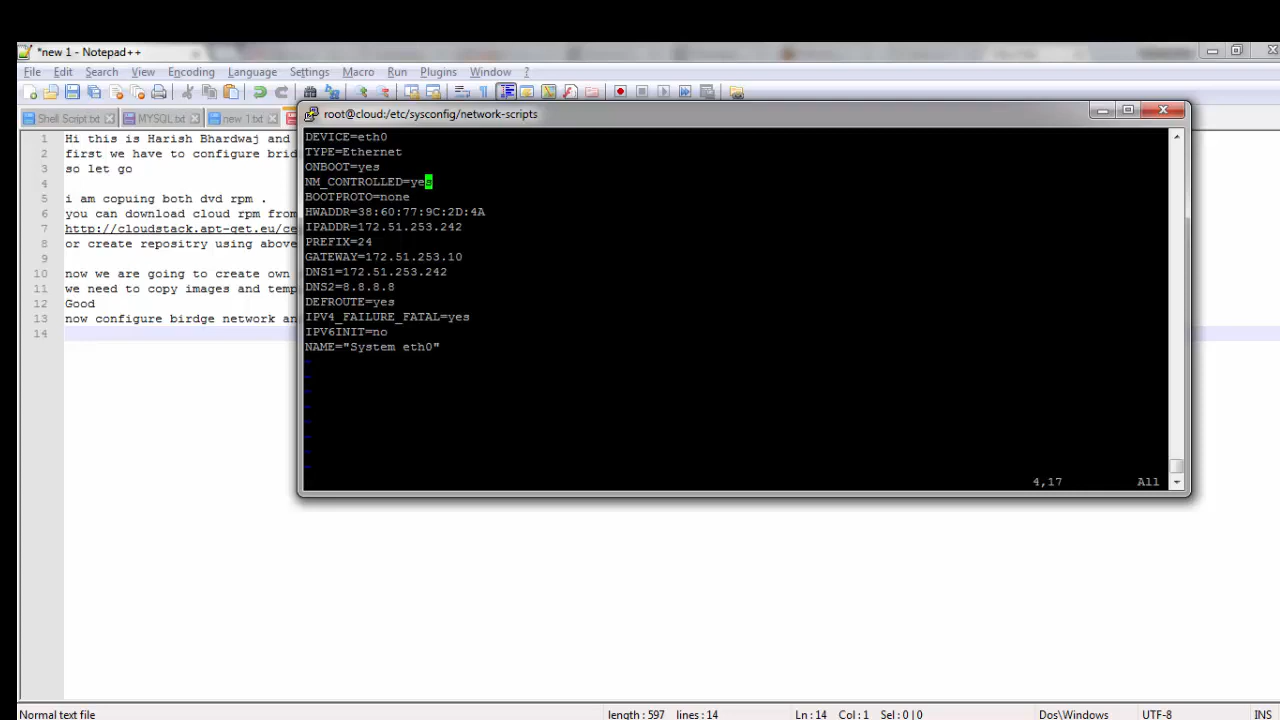 *new 1 - Notepad++
File Edit Search View Encoding Language Settings Macro Run Plugins Window ?
Shell Script.txt MYSQL.txt new 1.txt
root@cloud:/etc/sysconfig/network-scripts
1 Hi this is Harish Bhardwaj and
2 first we have to configure brid
3 so let go
4
5 i am copuing both dvd rpm .
6 you can download cloud rpm from
7 http://cloudstack.apt-get.eu/ce
8 or create repositry using above
9
10 now we are going to create own
11 we need to copy images and temp
12 Good
13 now configure birdge network an
14
DEVICE=eth0
TYPE=Ethernet
ONBOOT=yes
NM_CONTROLLED=yes
BOOTPROTO=none
HWADDR=38:60:77:9C:2D:4A
IPADDR=172.51.253.242
PREFIX=24
GATEWAY=172.51.253.10
DNS1=172.51.253.242
DNS2=8.8.8.8
DEFROUTE=yes
IPV4_FAILURE_FATAL=yes
IPV6INIT=no
NAME="System eth0"
~
~
~
~
~
~
~
~
4,17 All
Normal text file length : 597 lines : 14 Ln : 14 Col : 1 Sel : 0 | 0 Dos\Windows UTF-8 INS